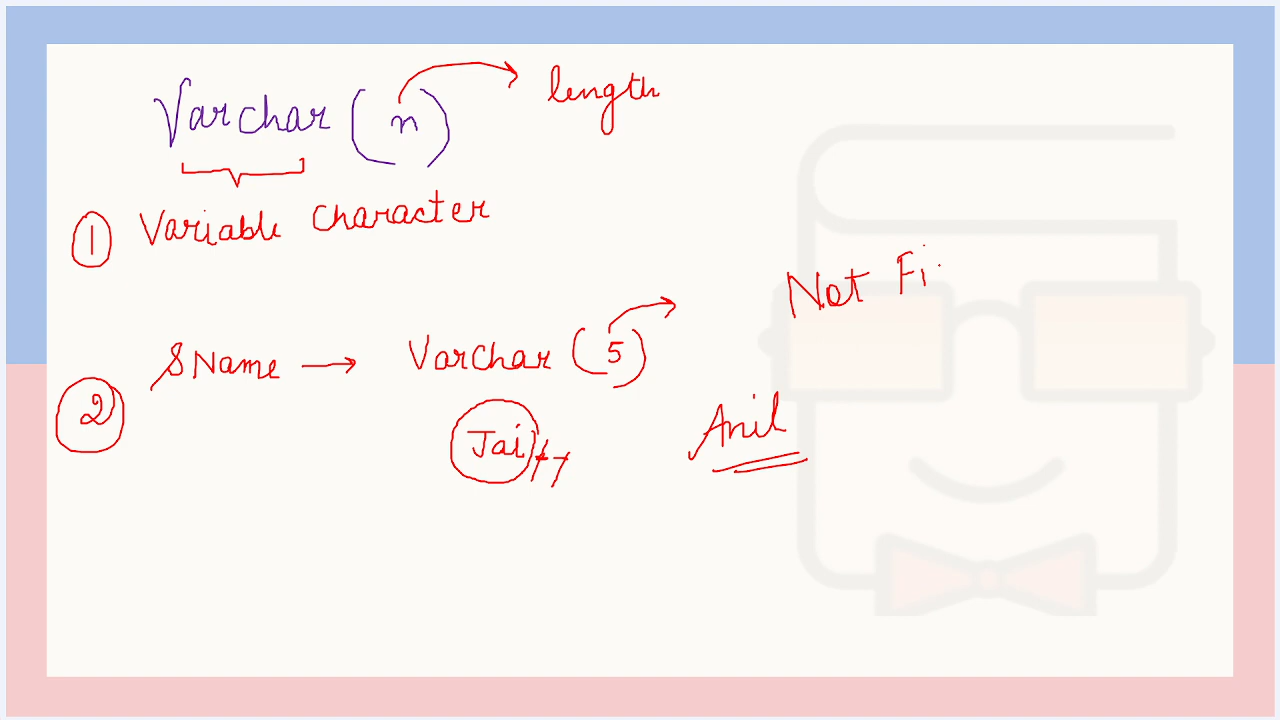 Varchar (n) → length
① Variable Character
Not Fi
② SName → Varchar (5) →
Jai Anil